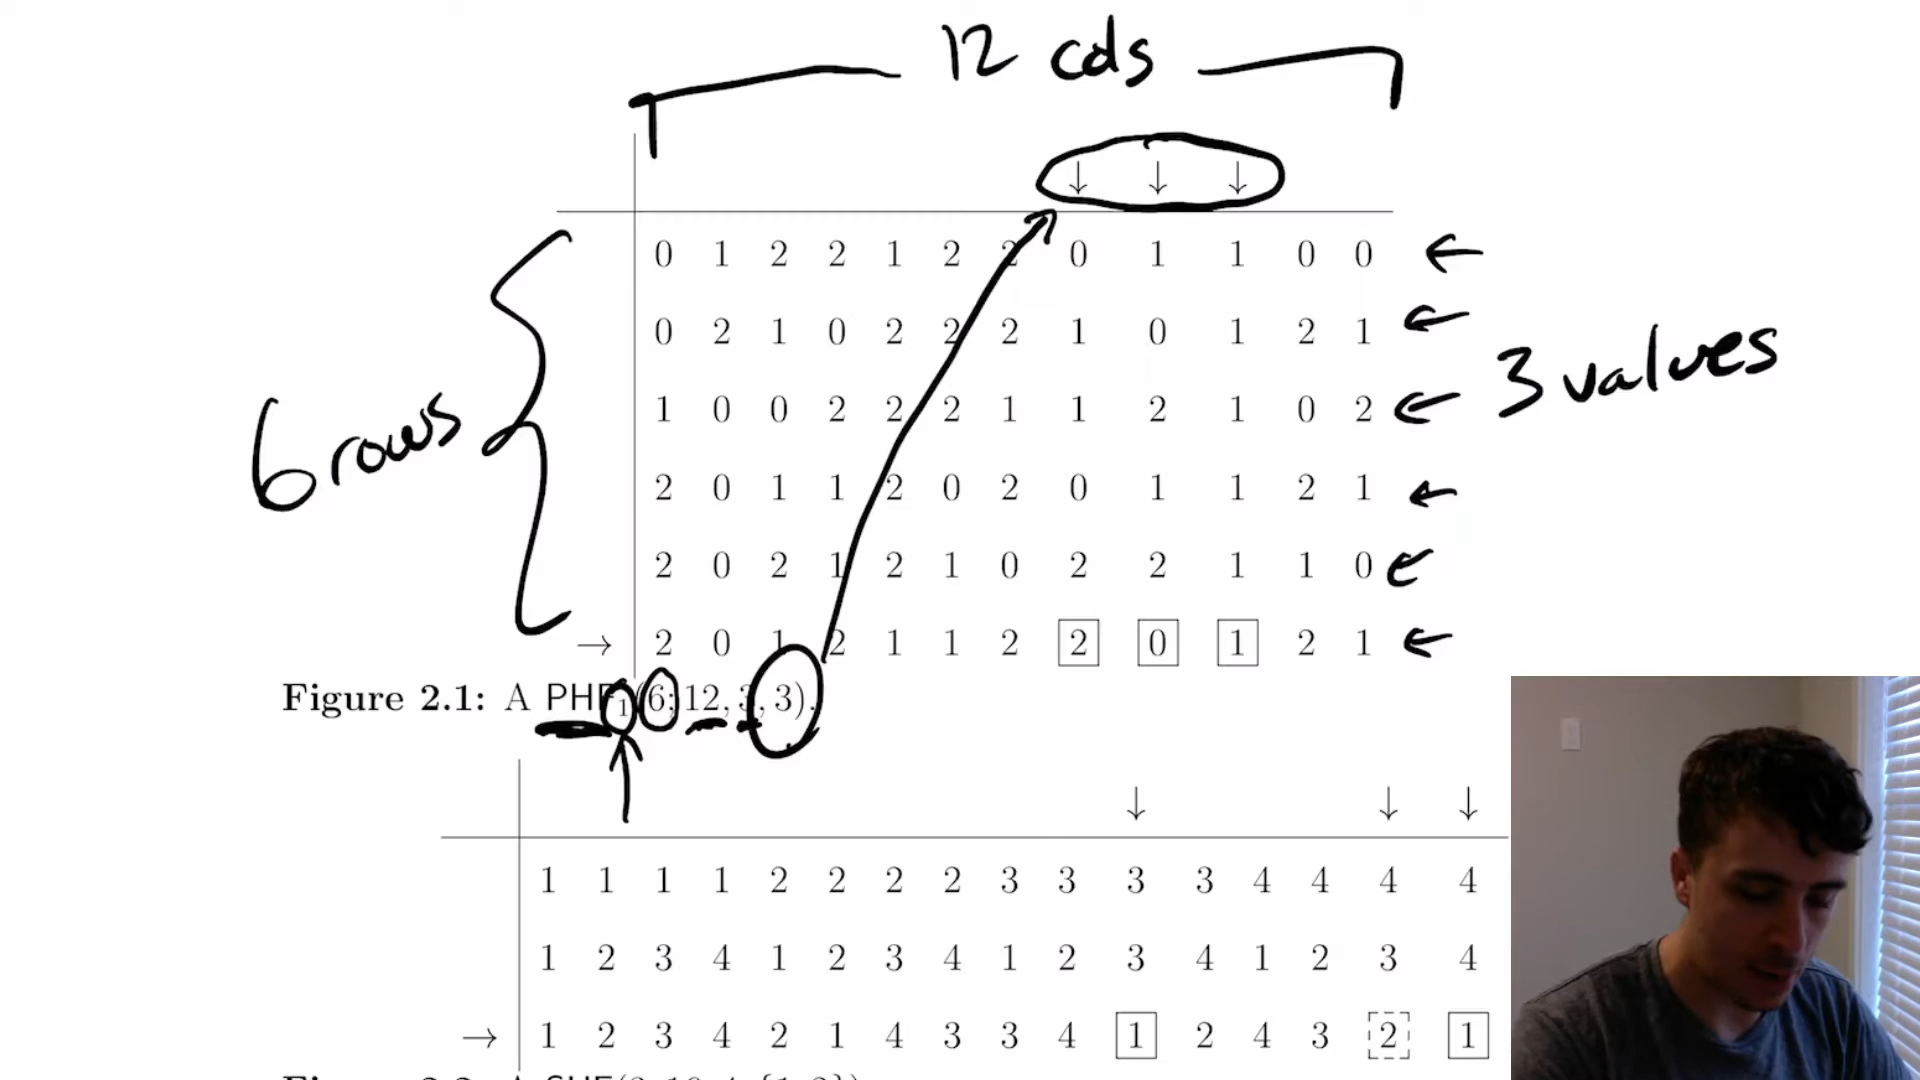 12 cols
↓ ↓ ↓
0 1 2 2 1 2 2 0 1 1 0 0 ←
0 2 1 0 2 2 2 1 0 1 2 1 ←
1 0 0 2 2 2 1 1 2 1 0 2 ← 3 values
6 rows
2 0 1 1 2 0 2 0 1 1 2 1 ←
2 0 2 1 2 1 0 2 2 1 1 0 ←
→ 2 0 1 2 1 1 2 2 0 1 2 1 ←
Figure 2.1: A PHF1(6; 12, 3, 3).
↓ ↓ ↓
1 1 1 1 2 2 2 2 3 3 3 3 4 4 4 4
1 2 3 4 1 2 3 4 1 2 3 4 1 2 3 4
→ 1 2 3 4 2 1 4 3 3 4 1 2 4 3 2 1